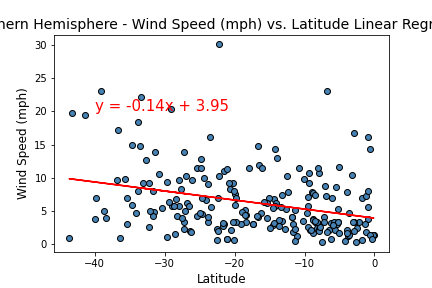 hern Hemisphere - Wind Speed (mph) vs. Latitude Linear Regr
30
25
20
15
10
5
0
Wind Speed (mph)
y = -0.14x + 3.95
−40 −30 −20 −10 0
Latitude